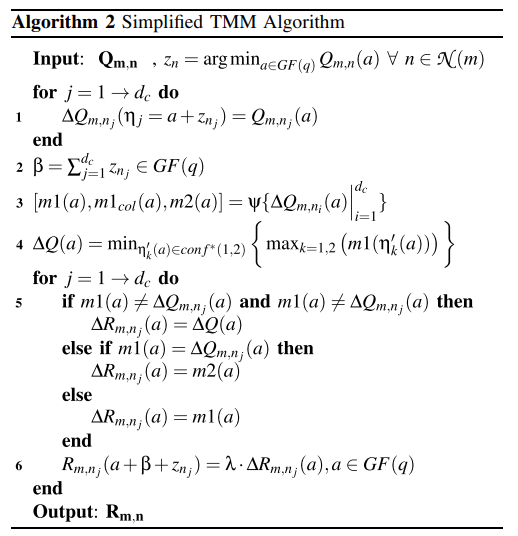 Algorithm 2 Simplified TMM Algorithm
Input: Q_{m,n} , z_n = arg min_{a∈GF(q)} Q_{m,n}(a) ∀ n ∈ 𝒩(m)
for j = 1 → d_c do
1 ΔQ_{m,n_j}(η_j = a + z_{n_j}) = Q_{m,n_j}(a)
end
2 β = ∑_{j=1}^{d_c} z_{n_j} ∈ GF(q)
3 [m1(a), m1_{col}(a), m2(a)] = ψ{ΔQ_{m,n_i}(a)|_{i=1}^{d_c}}
4 ΔQ(a) = min_{η′_k(a)∈conf*(1,2)} {max_{k=1,2} (m1(η′_k(a)))}
for j = 1 → d_c do
5 if m1(a) ≠ ΔQ_{m,n_j}(a) and m1(a) ≠ ΔQ_{m,n_j}(a) then
ΔR_{m,n_j}(a) = ΔQ(a)
else if m1(a) = ΔQ_{m,n_j}(a) then
ΔR_{m,n_j}(a) = m2(a)
else
ΔR_{m,n_j}(a) = m1(a)
end
6 R_{m,n_j}(a + β + z_{n_j}) = λ · ΔR_{m,n_j}(a), a ∈ GF(q)
end
Output: R_{m,n}